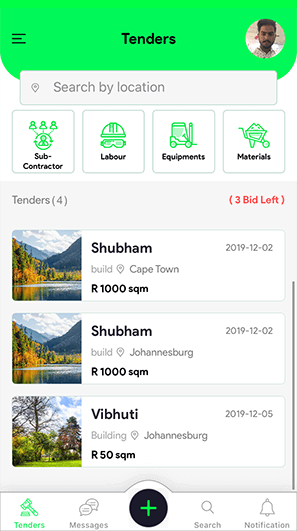 Tenders
Search by location
Sub-
Contractor
Labour
Equipments
Materials
Tenders ( 4 )
( 3 Bid Left )
Shubham
2019-12-02
build Cape Town
R 1000 sqm
Shubham
2019-12-02
build Johannesburg
R 1000 sqm
Vibhuti
2019-12-05
Building Johannesburg
R 50 sqm
Tenders
Messages
Search
Notification